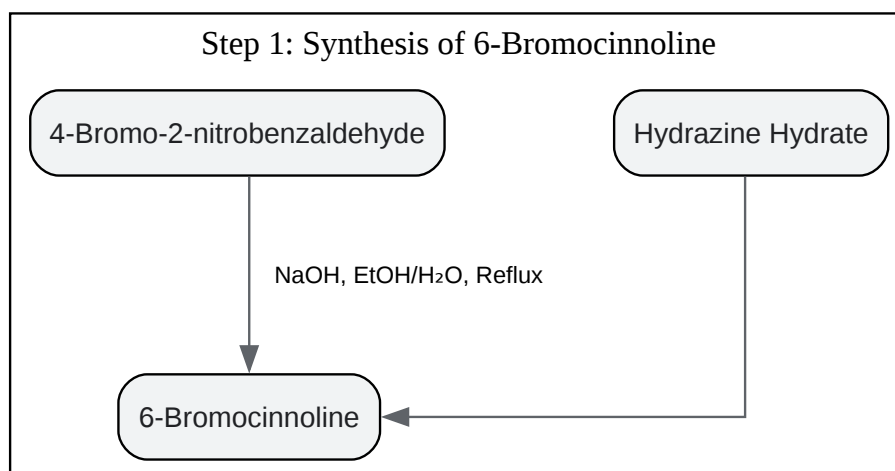 Step 1: Synthesis of 6-Bromocinnoline
4-Bromo-2-nitrobenzaldehyde
Hydrazine Hydrate
NaOH, EtOH/H₂O, Reflux
6-Bromocinnoline